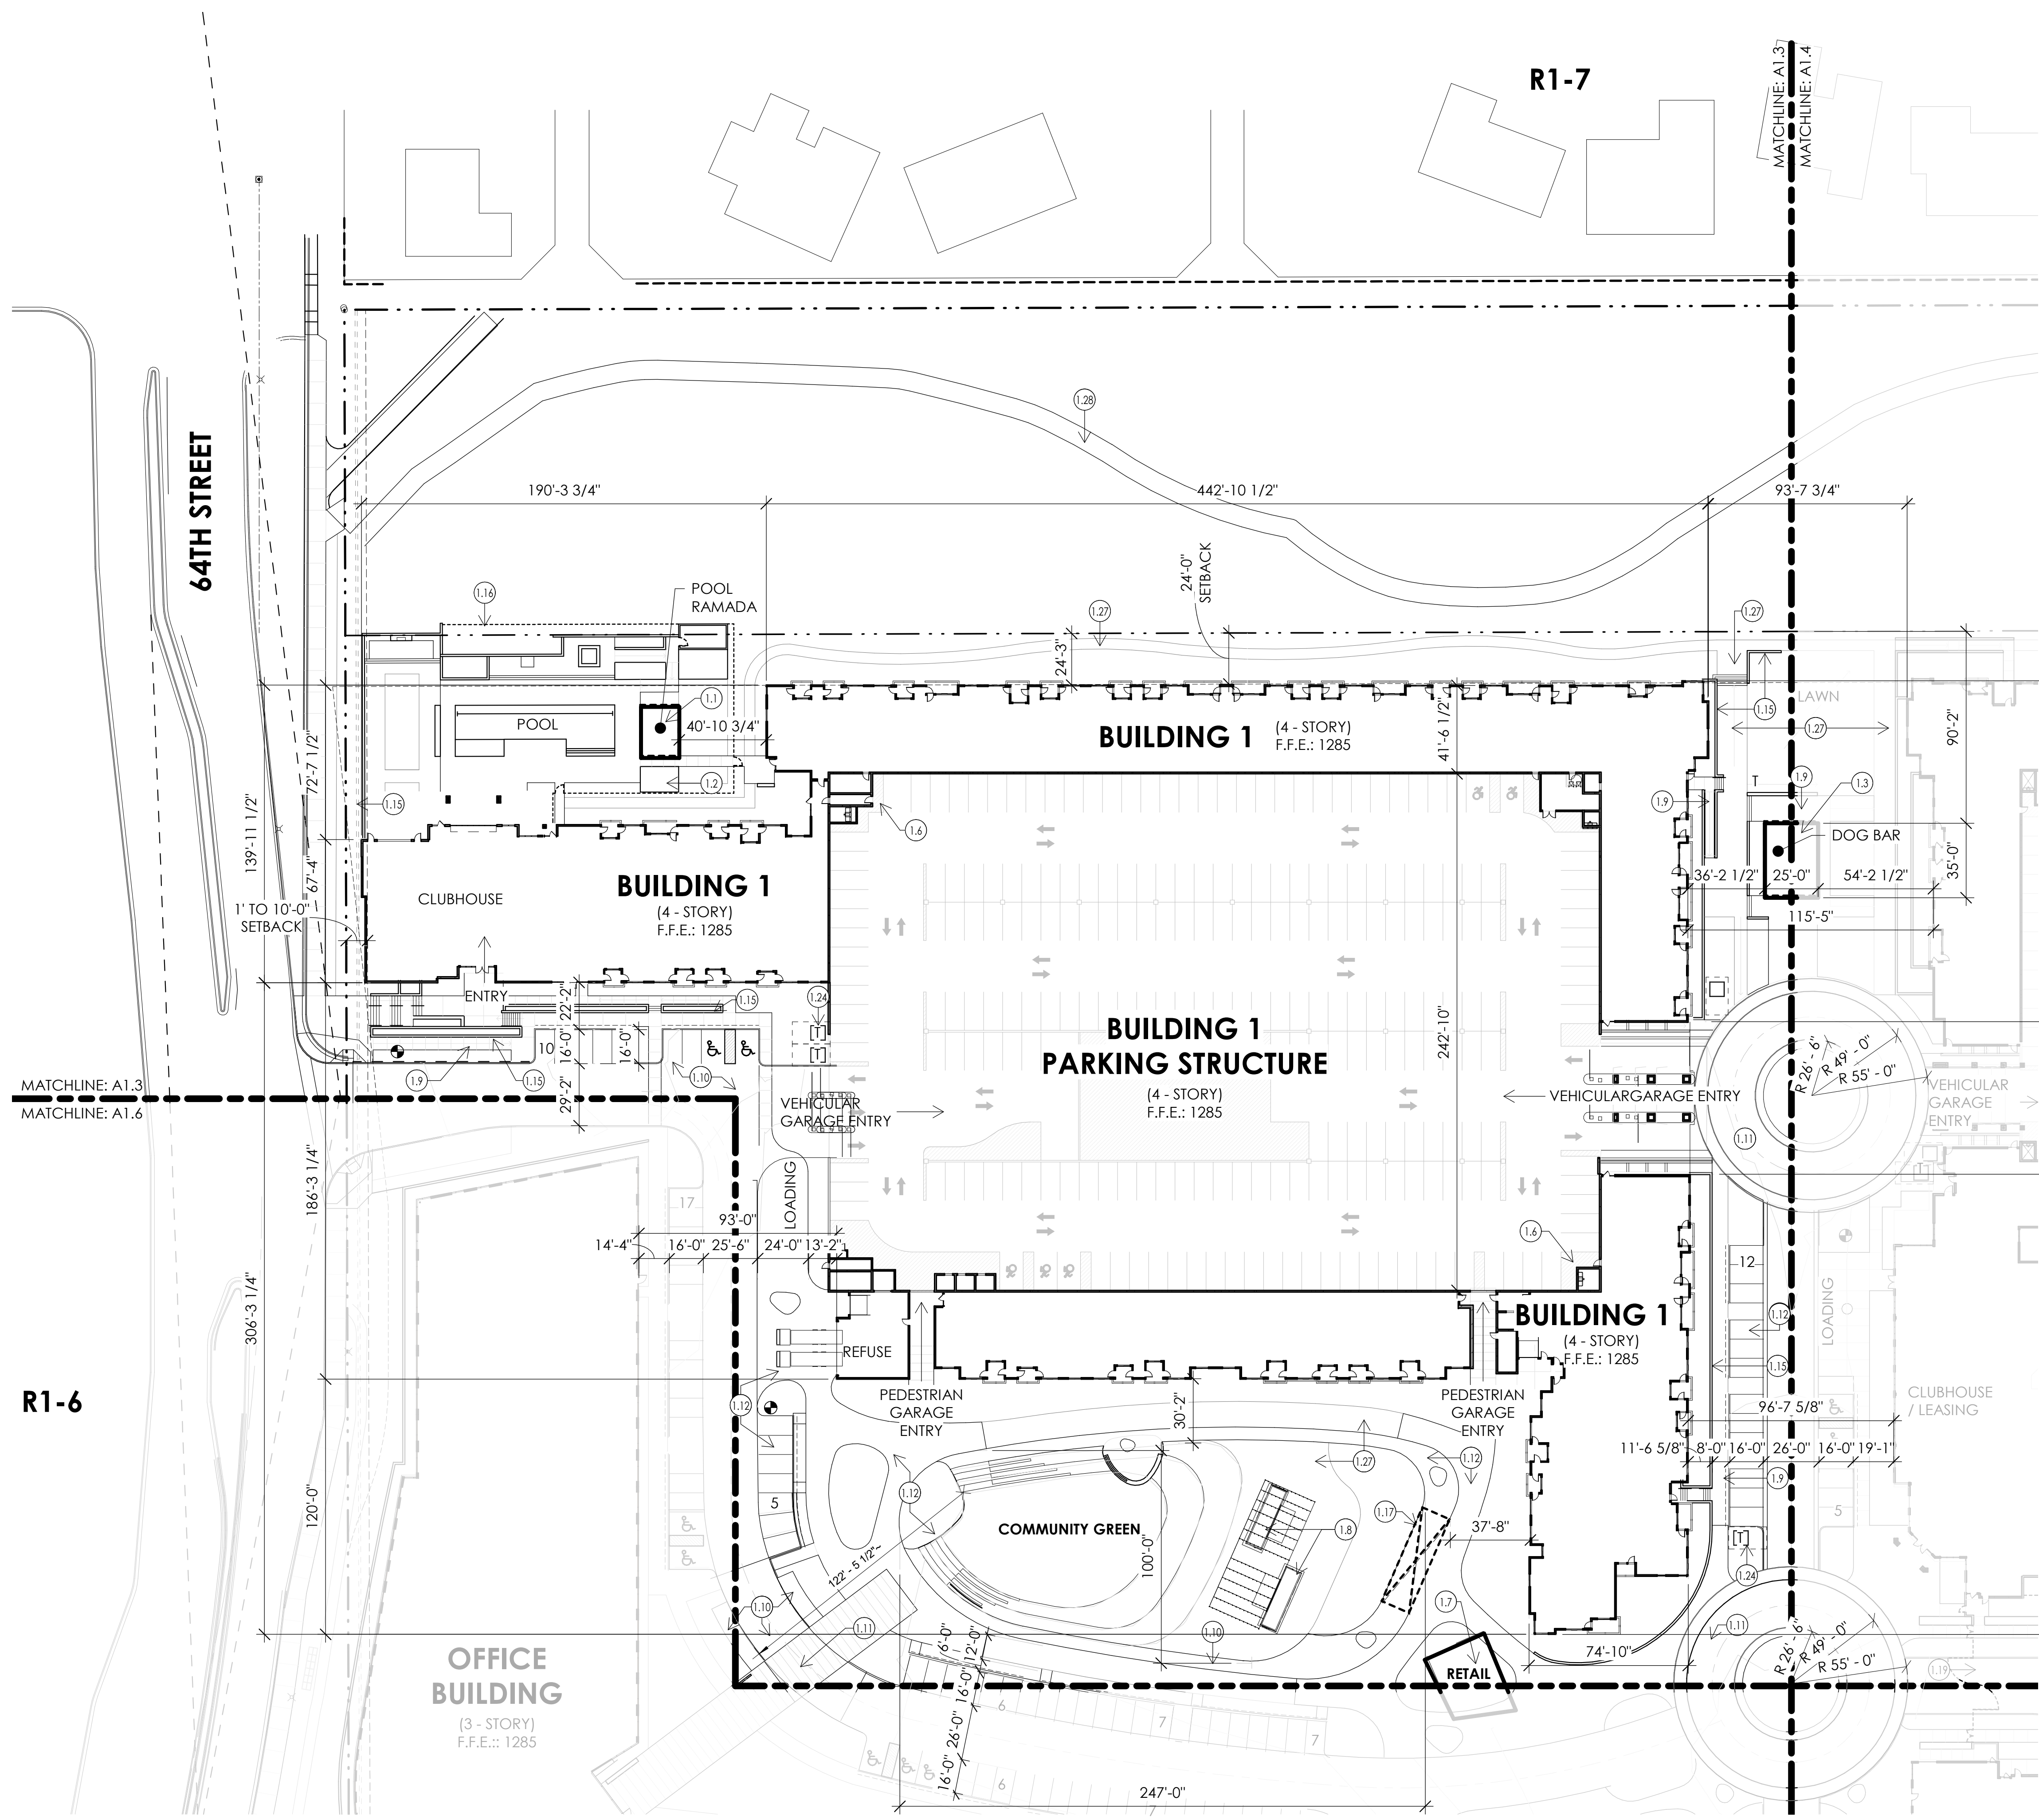 R1-7
MATCHLINE: A1.3
MATCHLINE: A1.4
64TH STREET
1.28
190'-3 3/4"
442'-10 1/2"
93'-7 3/4"
24'-0"
SETBACK
1.16
POOL
RAMADA
1.27
1.27
24'-3"
1.1
LAWN
1.15
POOL
40'-10 3/4"
BUILDING 1
(4 - STORY)
F.F.E.: 1285
41'-6 1/2"
1.27
90'-2"
72'-7 1/2"
1.2
T
1.9
1.3
1.15
1.9
1.6
DOG BAR
139'-11 1/2"
67'-4"
CLUBHOUSE
BUILDING 1
(4 - STORY)
F.F.E.: 1285
36'-2 1/2"
25'-0"
54'-2 1/2"
35'-0"
1' TO 10'-0"
SETBACK
115'-5"
ENTRY
22'-2"
1.15
1.24
[T]
[T]
10
16'-0"
16'-0"
BUILDING 1
PARKING STRUCTURE
(4 - STORY)
F.F.E.: 1285
242'-10"
R 26' - 6"
R 49' - 0"
R 55' - 0"
1.9
1.15
1.10
MATCHLINE: A1.3
MATCHLINE: A1.6
29'-2"
VEHICULAR
GARAGE ENTRY
VEHICULARGARAGE ENTRY
VEHICULAR
GARAGE
ENTRY
1.11
T
186'-3 1/4"
LOADING
17
93'-0"
14'-4"
16'-0"
25'-6"
24'-0"
13'-2"
1.6
12
LOADING
306'-3 1/4"
BUILDING 1
(4 - STORY)
F.F.E.: 1285
1.12
REFUSE
1.15
R1-6
1.12
PEDESTRIAN
GARAGE
ENTRY
30'-2"
PEDESTRIAN
GARAGE
ENTRY
CLUBHOUSE
/ LEASING
96'-7 5/8"
11'-6 5/8"
8'-0"
16'-0"
26'-0"
16'-0"
19'-1"
1.27
1.12
1.9
1.12
5
120'-0"
COMMUNITY GREEN
100'-0"
1.8
1.17
37'-8"
5
[T]
1.24
122' - 5 1/2"~
1.10
1.11
1.7
1.10
1.11
R 26' - 6"
R 49' - 0"
R 55' - 0"
OFFICE
BUILDING
(3 - STORY)
F.F.E.:: 1285
6'-0"
12'-0"
16'-0"
26'-0"
16'-0"
74'-10"
RETAIL
1.19
6
7
7
6
247'-0"
7